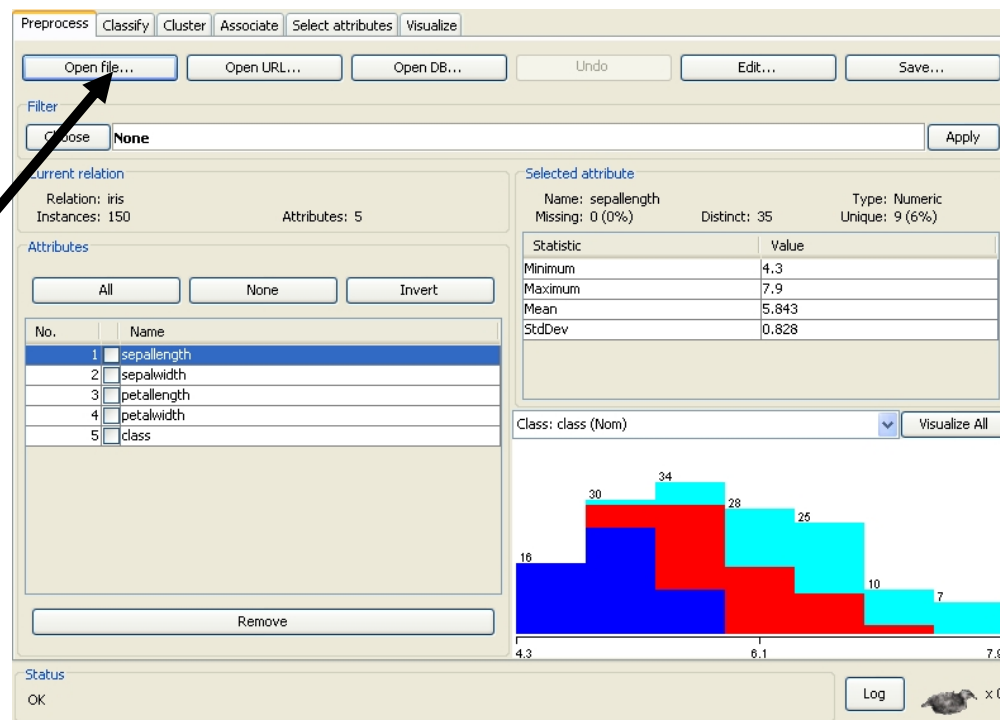 Preprocess Classify Cluster Associate Select attributes Visualize
Open file... Open URL... Open DB... Undo Edit... Save...
Filter
Choose None Apply
Current relation
Relation: iris
Instances: 150 Attributes: 5
Selected attribute
Name: sepallength Type: Numeric
Missing: 0 (0%) Distinct: 35 Unique: 9 (6%)
Statistic Value
Minimum 4.3
Maximum 7.9
Mean 5.843
StdDev 0.828
Attributes
All None Invert
No. Name
1 sepallength
2 sepalwidth
3 petallength
4 petalwidth
5 class
Remove
Class: class (Nom) Visualize All
16 30 34 28 25 10 7
4.3 6.1 7.9
Status
OK
Log x 0